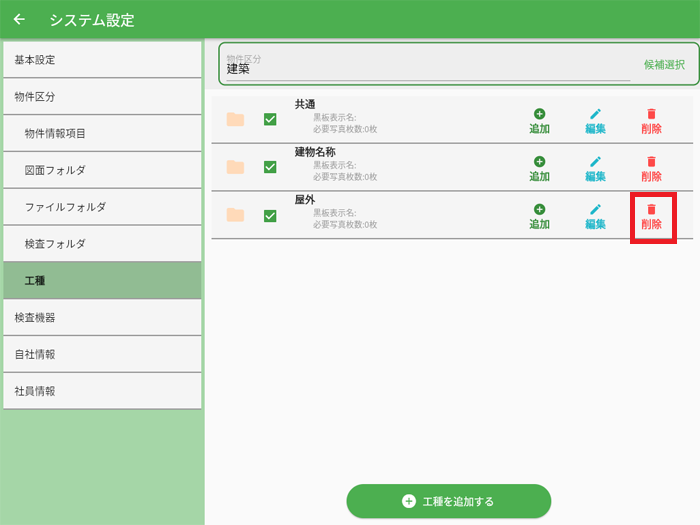 システム設定
基本設定
物件区分
物件情報項目
図面フォルダ
ファイルフォルダ
検査フォルダ
工種
検査機器
自社情報
社員情報
物件区分
建築
候補選択
共通
黒板表示名:
必要写真枚数:0枚
追加
編集
削除
建物名称
黒板表示名:
必要写真枚数:0枚
追加
編集
削除
屋外
黒板表示名:
必要写真枚数:0枚
追加
編集
削除
工種を追加する